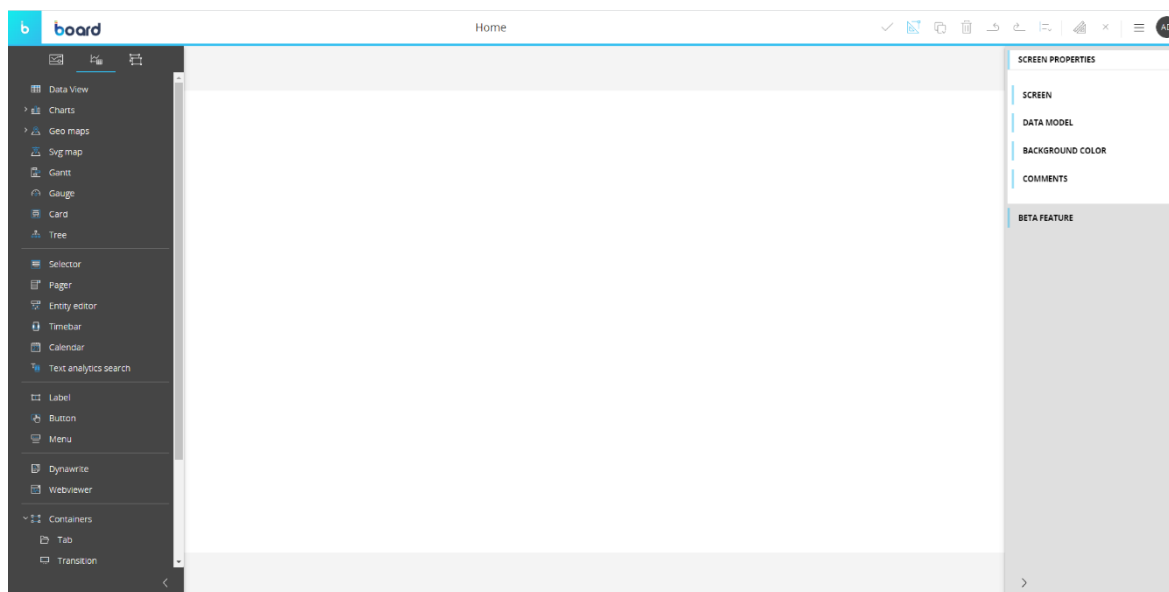 b board
Home
AD
Data View
Charts
Geo maps
Svg map
Gantt
Gauge
Card
Tree
Selector
Pager
Entity editor
Timebar
Calendar
Text analytics search
Label
Button
Menu
Dynawrite
Webviewer
Containers
Tab
Transition
SCREEN PROPERTIES
SCREEN
DATA MODEL
BACKGROUND COLOR
COMMENTS
BETA FEATURE